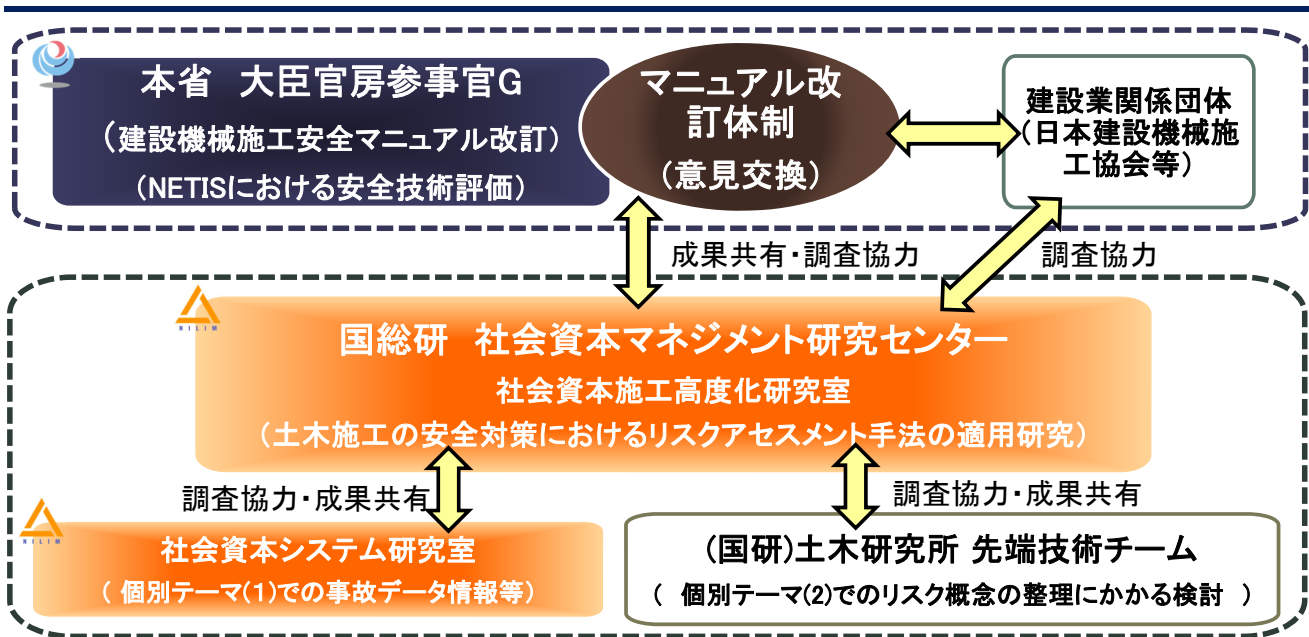 本省　大臣官房参事官G
（建設機械施工安全マニュアル改訂）
（NETISにおける安全技術評価）
マニュアル改
訂体制
（意見交換）
建設業関係団体
（日本建設機械施
工協会等）
成果共有・調査協力
調査協力
NILIM
国総研　社会資本マネジメント研究センター
社会資本施工高度化研究室
（土木施工の安全対策におけるリスクアセスメント手法の適用研究）
調査協力・成果共有
調査協力・成果共有
NILIM
社会資本システム研究室
（ 個別テーマ(1)での事故データ情報等）
（国研）土木研究所 先端技術チーム
（ 個別テーマ(2)でのリスク概念の整理にかかる検討 ）